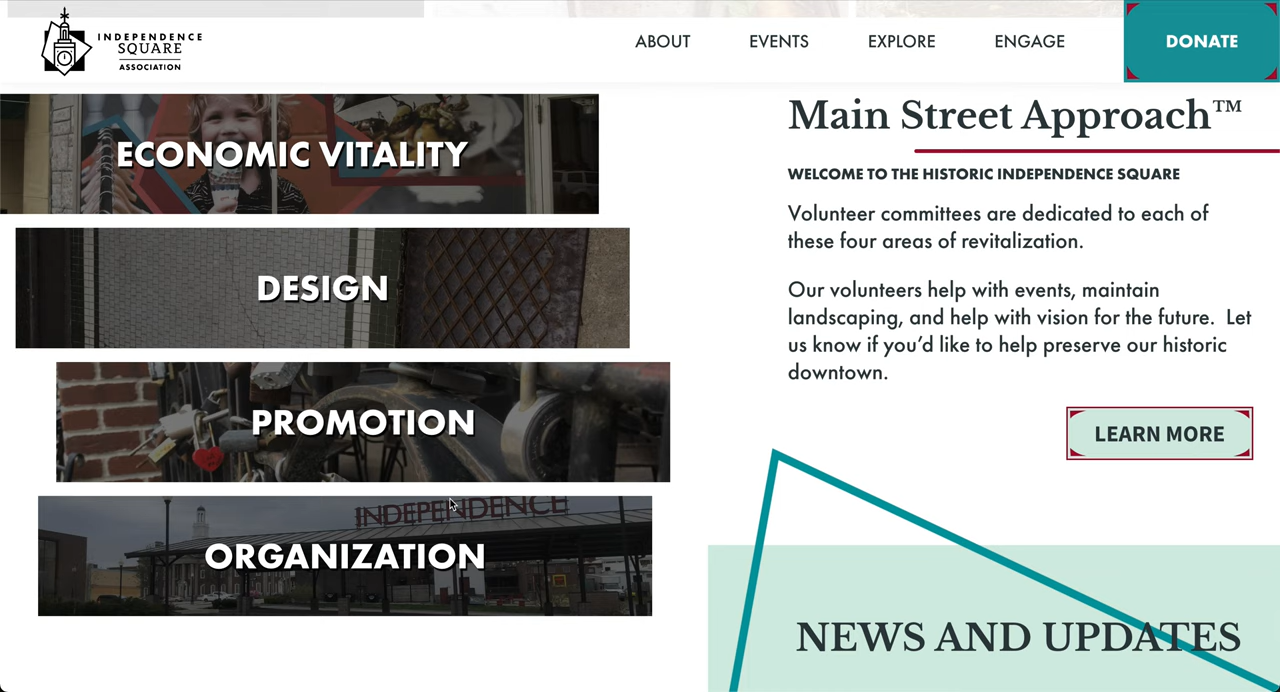 INDEPENDENCE
SQUARE
ASSOCIATION
ABOUT
EVENTS
EXPLORE
ENGAGE
DONATE
ECONOMIC VITALITY
DESIGN
PROMOTION
INDEPENDENCE
ORGANIZATION
Main Street Approach™
WELCOME TO THE HISTORIC INDEPENDENCE SQUARE
Volunteer committees are dedicated to each of
these four areas of revitalization.
Our volunteers help with events, maintain
landscaping, and help with vision for the future. Let
us know if you’d like to help preserve our historic
downtown.
LEARN MORE
NEWS AND UPDATES